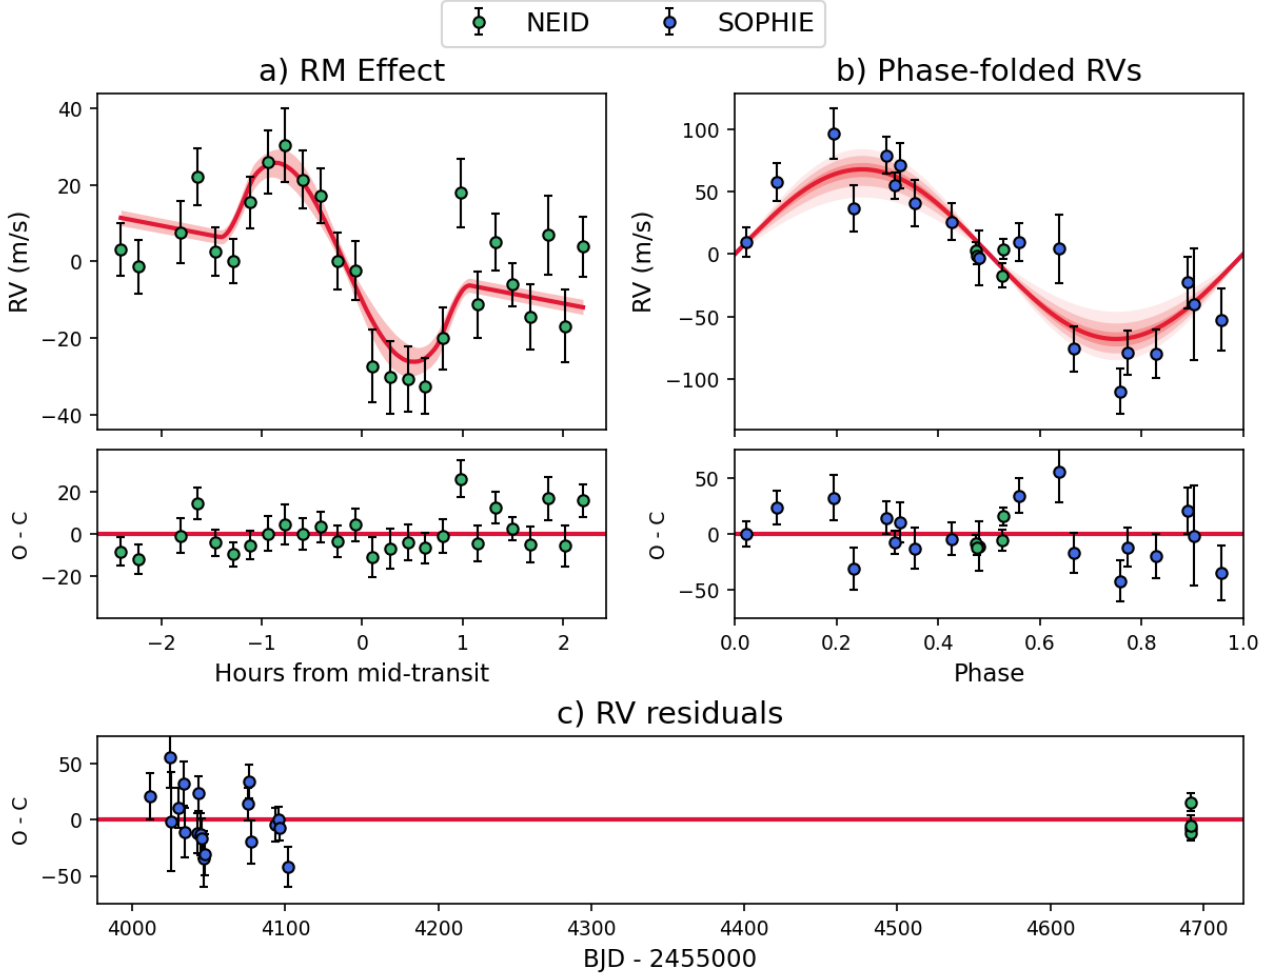 NEID SOPHIE
a) RM Effect
b) Phase-folded RVs
RV (m/s)
40
20
0
−20
−40
RV (m/s)
100
50
0
−50
−100
O - C
20
0
−20
O - C
50
0
−50
−2 −1 0 1 2
0.0 0.2 0.4 0.6 0.8 1.0
Hours from mid-transit
Phase
c) RV residuals
O - C
50
0
−50
4000 4100 4200 4300 4400 4500 4600 4700
BJD - 2455000